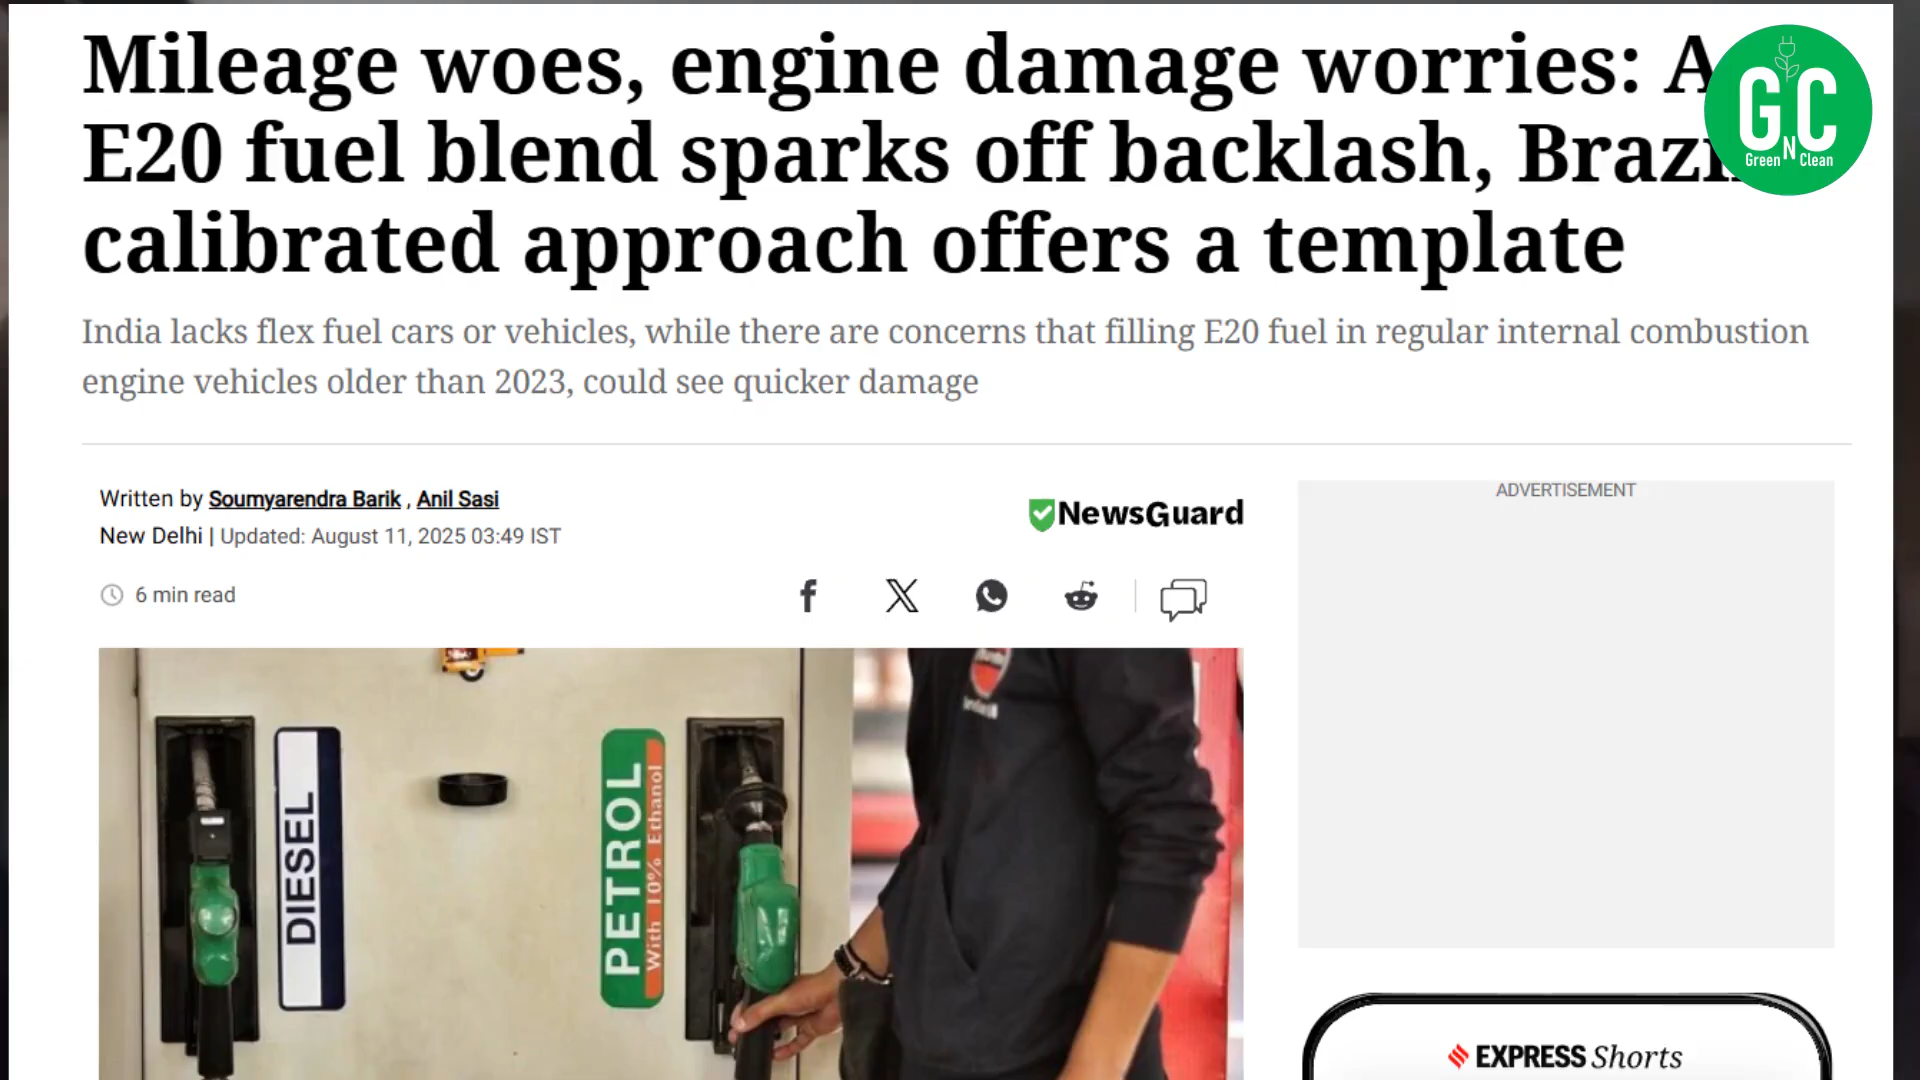 Mileage woes, engine damage worries: A
E20 fuel blend sparks off backlash,
calibrated approach offers a template
G N C
Green Clean
India lacks flex fuel cars or vehicles, while there are concerns that filling E20 fuel in regular internal combustion
engine vehicles older than 2023, could see quicker damage
Written by Soumyarendra Barik , Anil Sasi
New Delhi | Updated: August 11, 2025 03:49 IST
NewsGuard
ADVERTISEMENT
6 min read
DIESEL
PETROL
With 10% Ethanol
EXPRESS Shorts